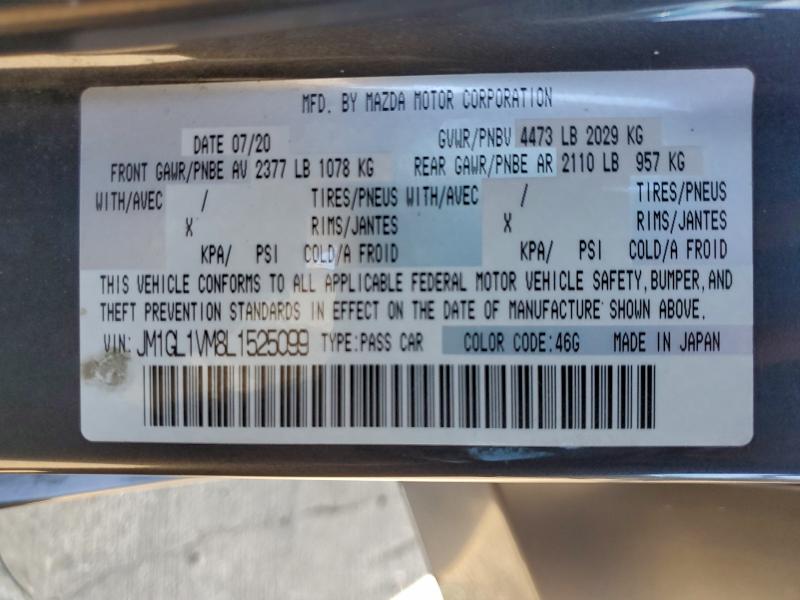 MFD. BY MAZDA MOTOR CORPORATION
DATE 07/20 GVWR/PNBV 4473 LB 2029 KG
FRONT GAWR/PNBE AV 2377 LB 1078 KG REAR GAWR/PNBE AR 2110 LB 957 KG
WITH/AVEC / TIRES/PNEUS WITH/AVEC / TIRES/PNEUS
X RIMS/JANTES X RIMS/JANTES
KPA/ PSI COLD/A FROID KPA/ PSI COLD/A FROID
THIS VEHICLE CONFORMS TO ALL APPLICABLE FEDERAL MOTOR VEHICLE SAFETY,BUMPER,AND
THEFT PREVENTION STANDARDS IN EFFECT ON THE DATE OF MANUFACTURE SHOWN ABOVE.
VIN:JM1GL1VM8L1525099 TYPE:PASS CAR COLOR CODE:46G MADE IN JAPAN